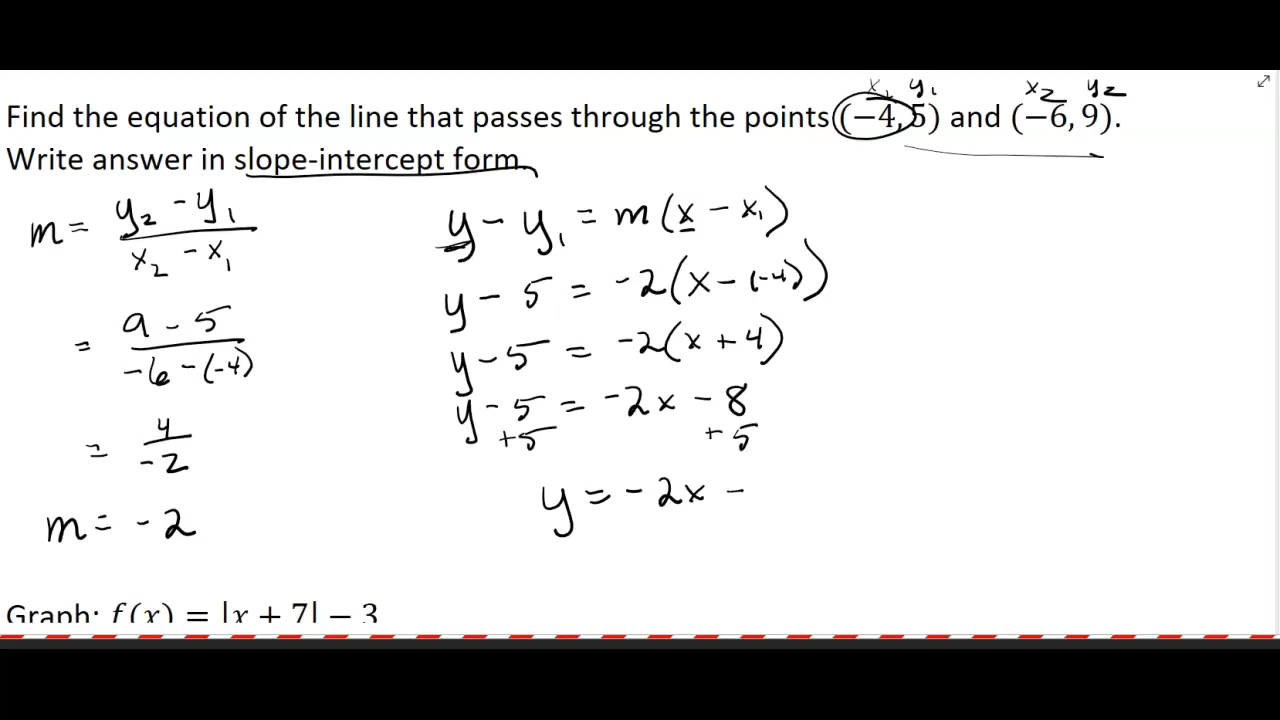 x₁ y₁ x₂ y₂
Find the equation of the line that passes through the points (−4, 5) and (−6, 9).
Write answer in slope-intercept form.
m = (y₂ - y₁)/(x₂ - x₁)
= (9 - 5)/(-6 - (-4))
= 4/-2
m = -2
y - y₁ = m(x - x₁)
y - 5 = -2(x - (-4))
y - 5 = -2(x + 4)
y - 5 = -2x - 8
+5 +5
y = -2x -
Graph: f(x) = |x + 7| − 3